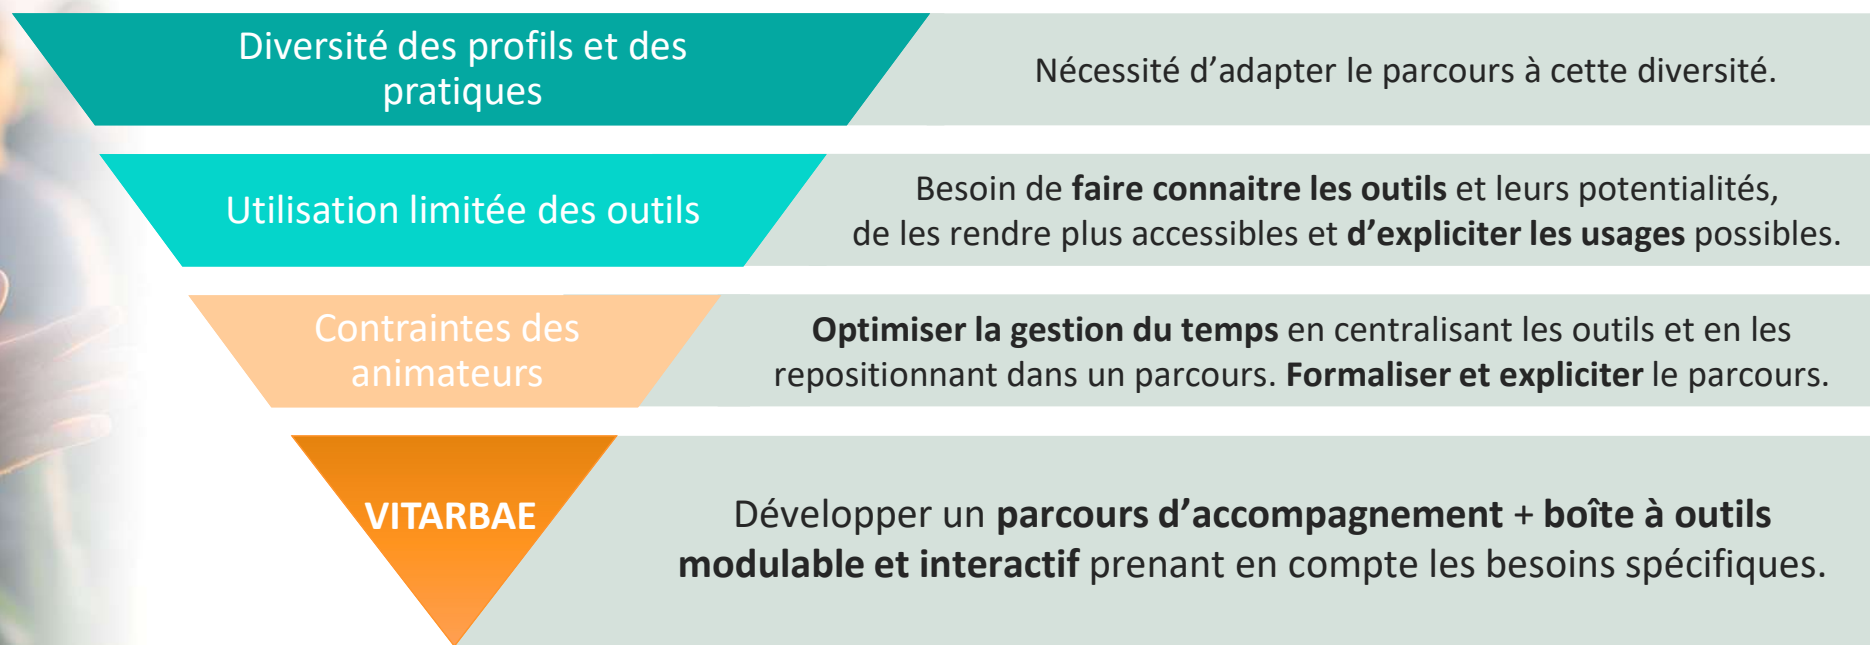 Diversité des profils et des
pratiques
Nécessité d’adapter le parcours à cette diversité.
Utilisation limitée des outils
Besoin de faire connaitre les outils et leurs potentialités,
de les rendre plus accessibles et d’expliciter les usages possibles.
Contraintes des
animateurs
Optimiser la gestion du temps en centralisant les outils et en les
repositionnant dans un parcours. Formaliser et expliciter le parcours.
VITARBAE
Développer un parcours d’accompagnement + boîte à outils
modulable et interactif prenant en compte les besoins spécifiques.